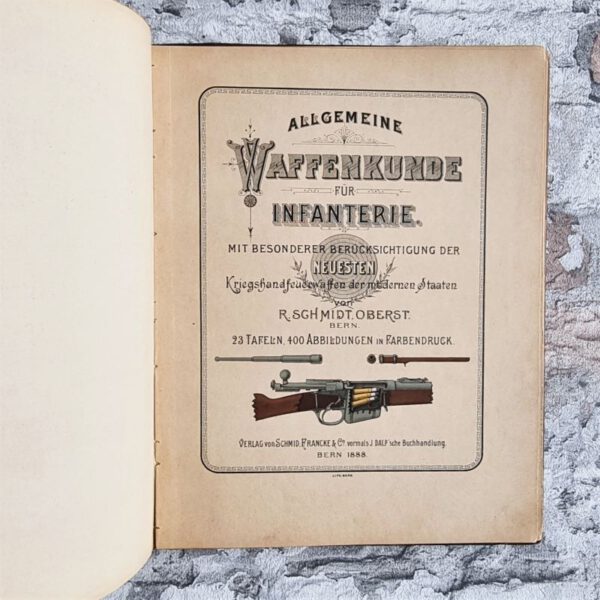 ALLGEMEINE
WAFFENKUNDE
FÜR
INFANTERIE.
MIT BESONDERER BERÜCKSICHTIGUNG DER
NEUESTEN
Kriegshandfeuerwaffen der modernen Staaten
von
R. SCHMIDT, OBERST.
BERN.
23 TAFELN, 400 ABBILDUNGEN IN FARBENDRUCK.
VERLAG von SCHMID, FRANCKE & Co vormals J. DALP'sche Buchhandlung.
BERN 1888.